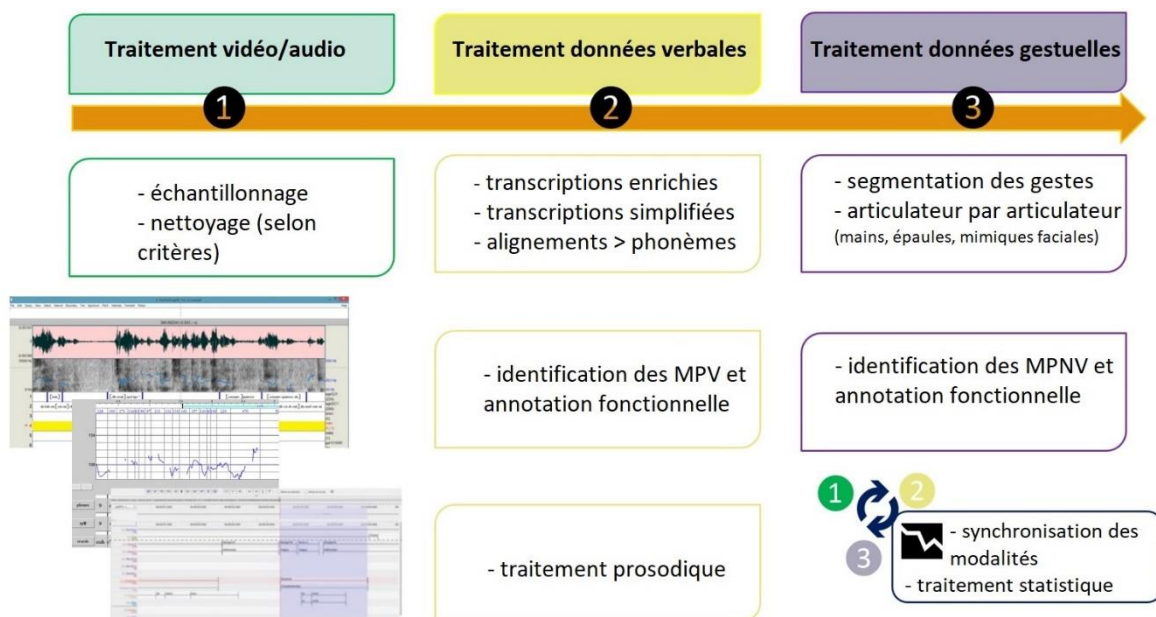 Traitement vidéo/audio
Traitement données verbales
Traitement données gestuelles
1
2
3
- échantillonnage
- nettoyage (selon
critères)
- transcriptions enrichies
- transcriptions simplifiées
- alignements > phonèmes
- segmentation des gestes
- articulateur par articulateur
(mains, épaules, mimiques faciales)
- identification des MPV et
annotation fonctionnelle
- identification des MPNV et
annotation fonctionnelle
- traitement prosodique
1
2
3
- synchronisation des
modalités
- traitement statistique